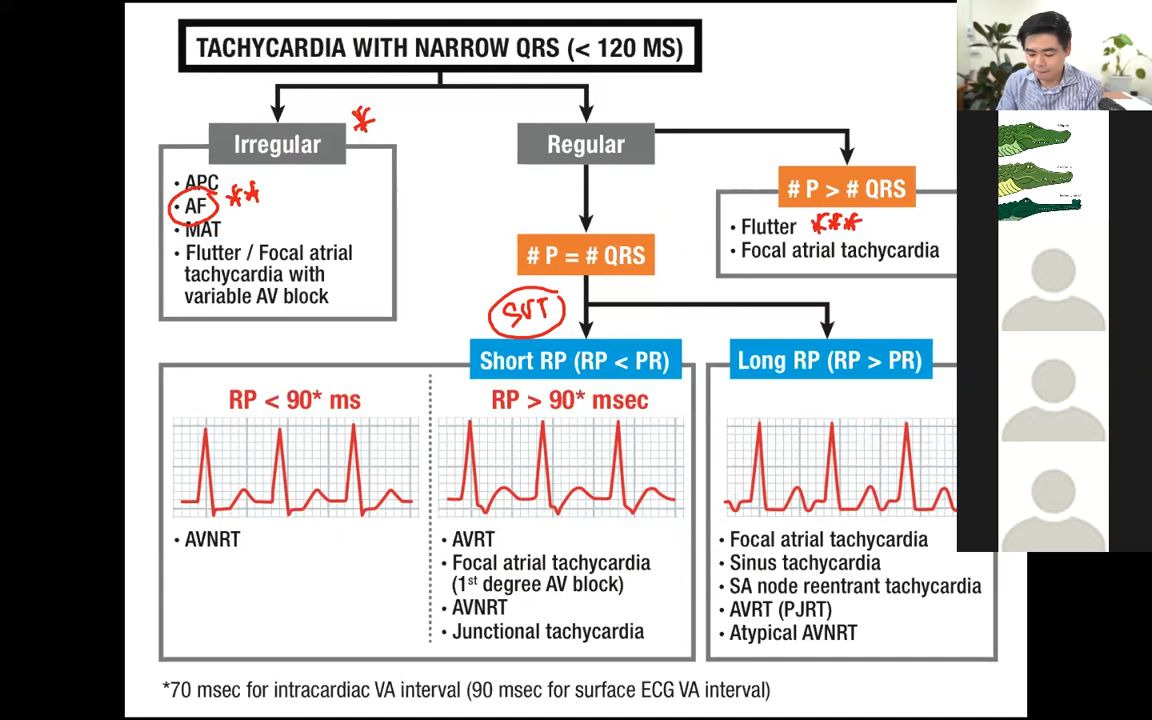 TACHYCARDIA WITH NARROW QRS (< 120 MS)
Irregular
• APC
• AF
• MAT
• Flutter / Focal atrial
tachycardia with
variable AV block
Regular
# P > # QRS
• Flutter
• Focal atrial tachycardia
# P = # QRS
SVT
Short RP (RP < PR)
Long RP (RP > PR)
RP < 90* ms
• AVNRT
RP > 90* msec
• AVRT
• Focal atrial tachycardia
(1st degree AV block)
• AVNRT
• Junctional tachycardia
• Focal atrial tachycardia
• Sinus tachycardia
• SA node reentrant tachycardia
• AVRT (PJRT)
• Atypical AVNRT
*70 msec for intracardiac VA interval (90 msec for surface ECG VA interval)